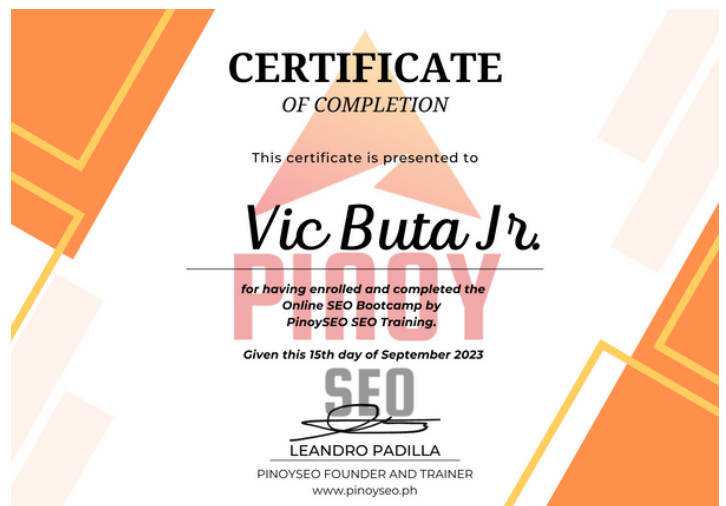 CERTIFICATE
OF COMPLETION
This certificate is presented to
Vic Buta Jr.
for having enrolled and completed the
Online SEO Bootcamp by
PinoySEO SEO Training.
PINOY
Given this 15th day of September 2023
SEO
LEANDRO PADILLA
PINOYSEO FOUNDER AND TRAINER
www.pinoyseo.ph